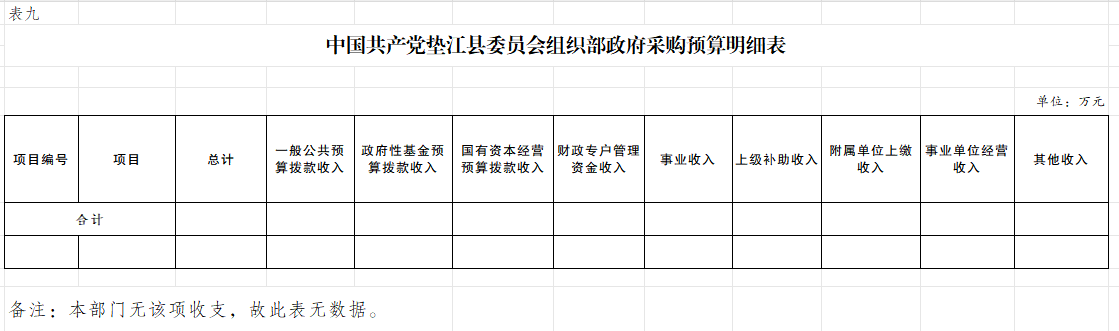 表九
中国共产党垫江县委员会组织部政府采购预算明细表
单位：万元
项目编号
项目
总计
一般公共预
算拨款收入
政府性基金预
算拨款收入
国有资本经营
预算拨款收入
财政专户管理
资金收入
事业收入
上级补助收入
附属单位上缴
收入
事业单位经营
收入
其他收入
合计
备注：本部门无该项收支，故此表无数据。